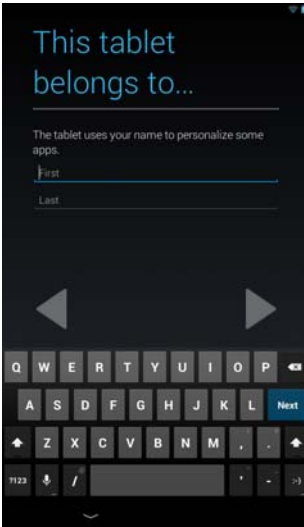 This tablet
belongs to...
The tablet uses your name to personalize some
apps.
First
Last
Q W E R T Y U I O P
A S D F G H J K L Next
Z X C V B N M , .
?123 / ' - :-)